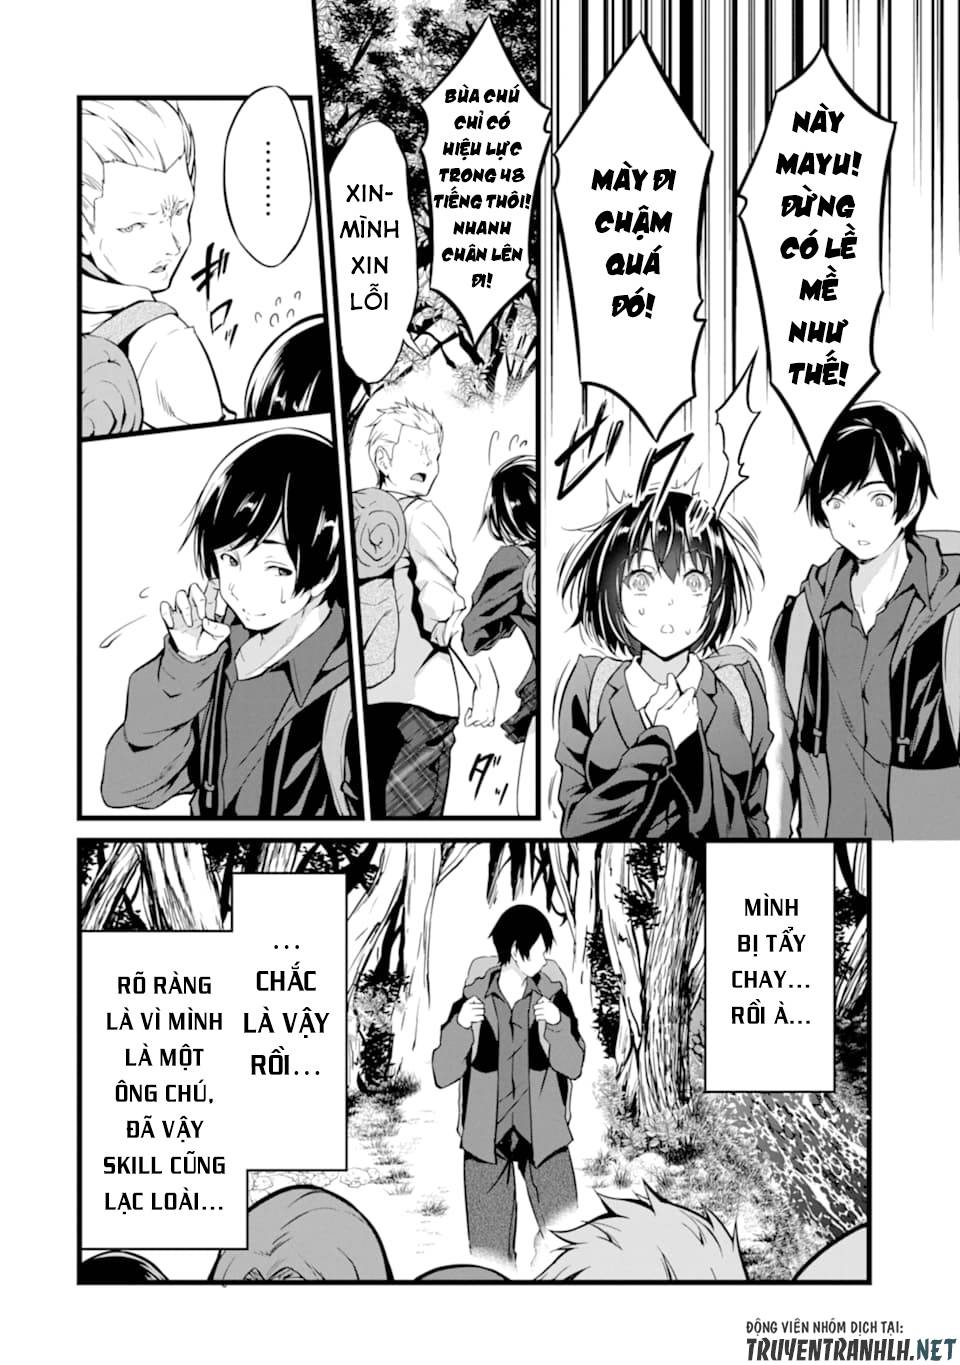 NÀY
MAYU!
ĐỪNG
CÓ LỀ
MỀ
NHƯ
THẾ!
MÀY ĐI
CHẬM
QUÁ
ĐÓ!
BÙA CHÚ
CHỈ CÓ
HIỆU LỰC
TRONG 48
TIẾNG THÔI!
NHANH
CHÂN LÊN
ĐI!
XIN-
MÌNH
XIN
LỖI
.........
MÌNH
BỊ TẨY
CHAY...
RỒI À...
...
CHẮC
LÀ VẬY
RỒI...
RÕ RÀNG
LÀ VÌ MÌNH
LÀ MỘT
ÔNG CHÚ,
ĐÃ VẬY
SKILL CŨNG
LẠC LOÀI...
ĐỘNG VIÊN NHÓM DỊCH TẠI:
TRUYENTRANHLH.NET